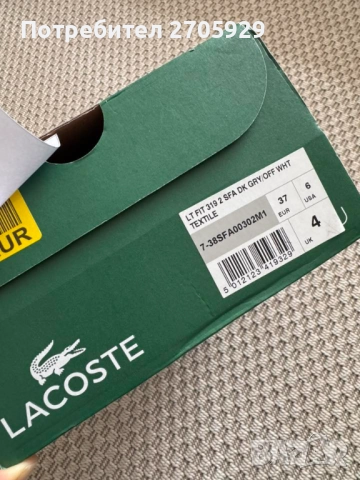 Потребител 2705929
LT FIT 319 2 SFA DK GRY/OFF WHT
TEXTILE
7-38SFA00302M1
37
EUR
6
USA
4
UK
5 012123 419329
EUR
LACOSTE